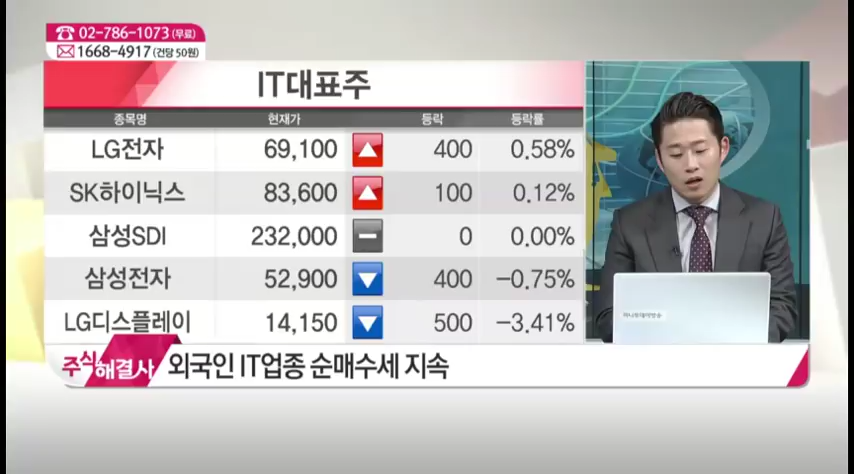 02-786-1073 (무료)
1668-4917 (건당 50원)
IT대표주
종목명 현재가 등락 등락률
LG전자 69,100 400 0.58%
SK하이닉스 83,600 100 0.12%
삼성SDI 232,000 0 0.00%
삼성전자 52,900 400 -0.75%
LG디스플레이 14,150 500 -3.41%
주식해결사 외국인 IT업종 순매수세 지속